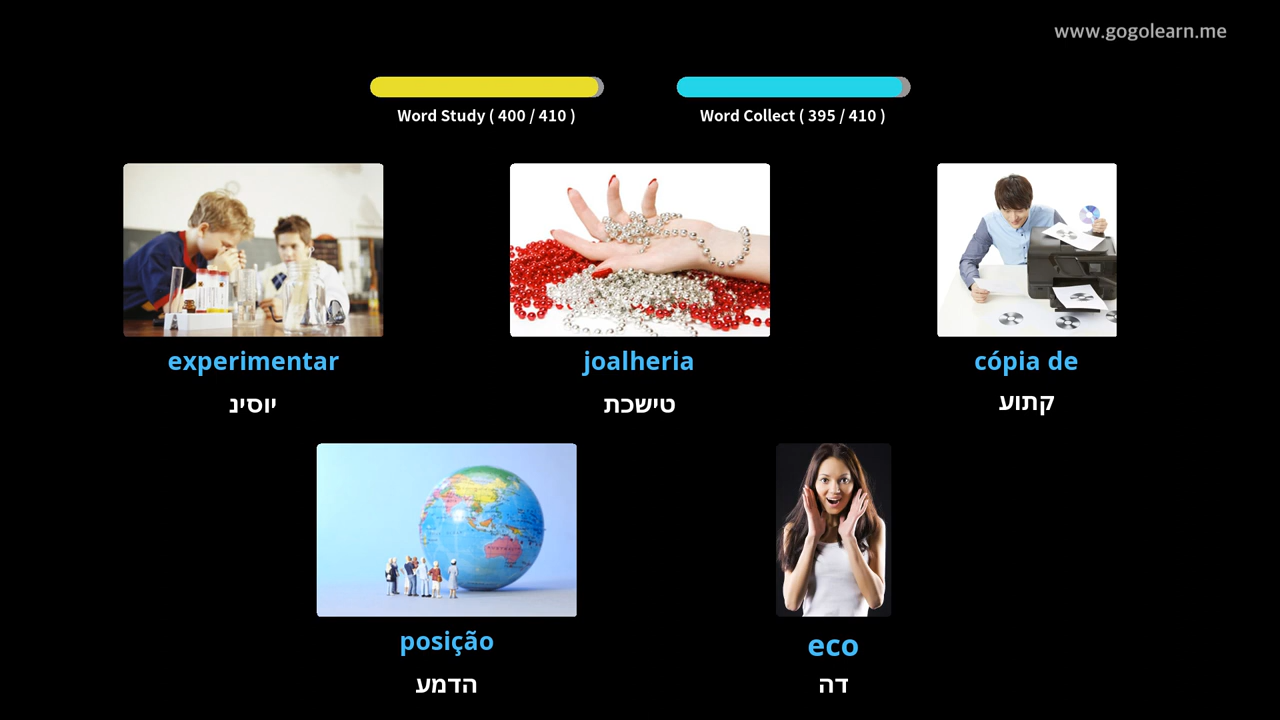 www.gogolearn.me
Word Study ( 400 / 410 )
Word Collect ( 395 / 410 )
experimentar
יוסינ
joalheria
טישכת
cópia de
קתוע
posição
הדמע
eco
דה